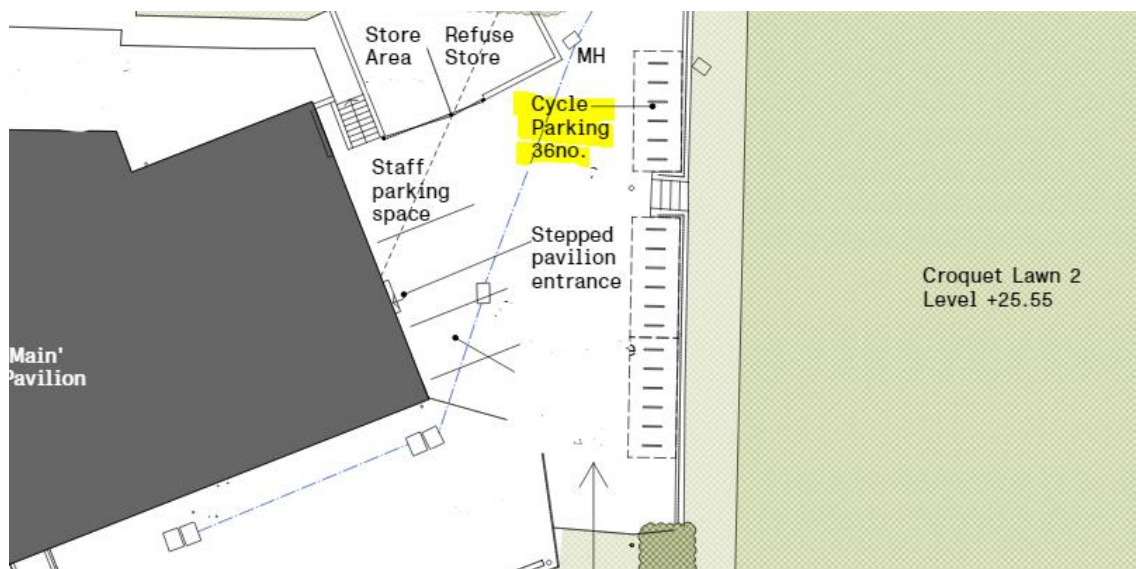 Store
Area
Refuse
Store
MH
Cycle
Parking
36no.
Staff
parking
space
Stepped
pavilion
entrance
Croquet Lawn 2
Level +25.55
Main'
Pavilion